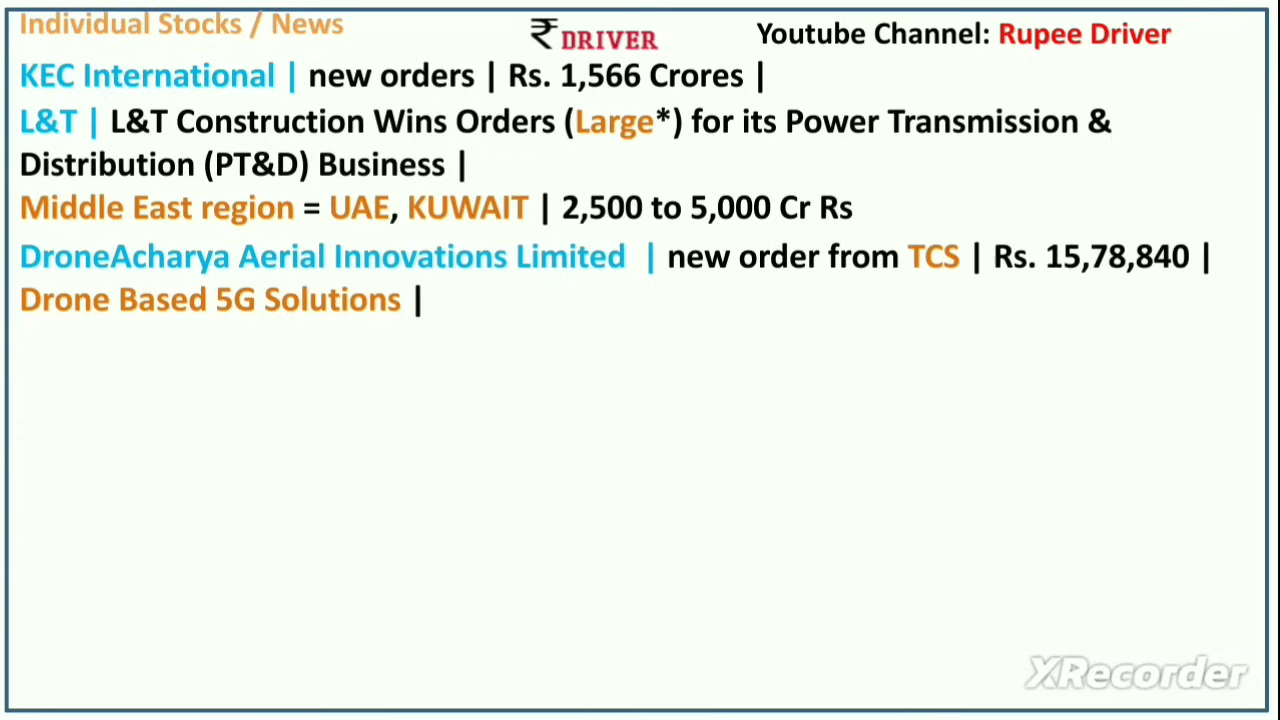 Individual Stocks / News
₹ DRIVER
Youtube Channel: Rupee Driver
KEC International | new orders | Rs. 1,566 Crores |
L&T | L&T Construction Wins Orders (Large*) for its Power Transmission &
Distribution (PT&D) Business |
Middle East region = UAE, KUWAIT | 2,500 to 5,000 Cr Rs
DroneAcharya Aerial Innovations Limited | new order from TCS | Rs. 15,78,840 |
Drone Based 5G Solutions |
XRecorder